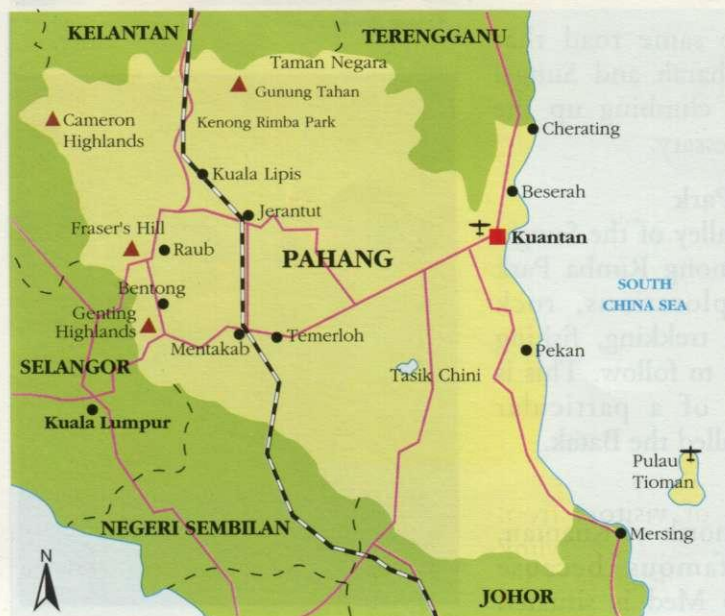 KELANTAN
TERENGGANU
Taman Negara
Gunung Tahan
Cameron
Highlands
Kenong Rimba Park
Cherating
Kuala Lipis
Beserah
Jerantut
Fraser's Hill
Raub
PAHANG
Kuantan
Bentong
SOUTH
CHINA SEA
Genting
Highlands
Mentakab
Temerloh
Pekan
SELANGOR
Tasik Chini
Kuala Lumpur
Pulau
Tioman
NEGERI SEMBILAN
Mersing
N
JOHOR